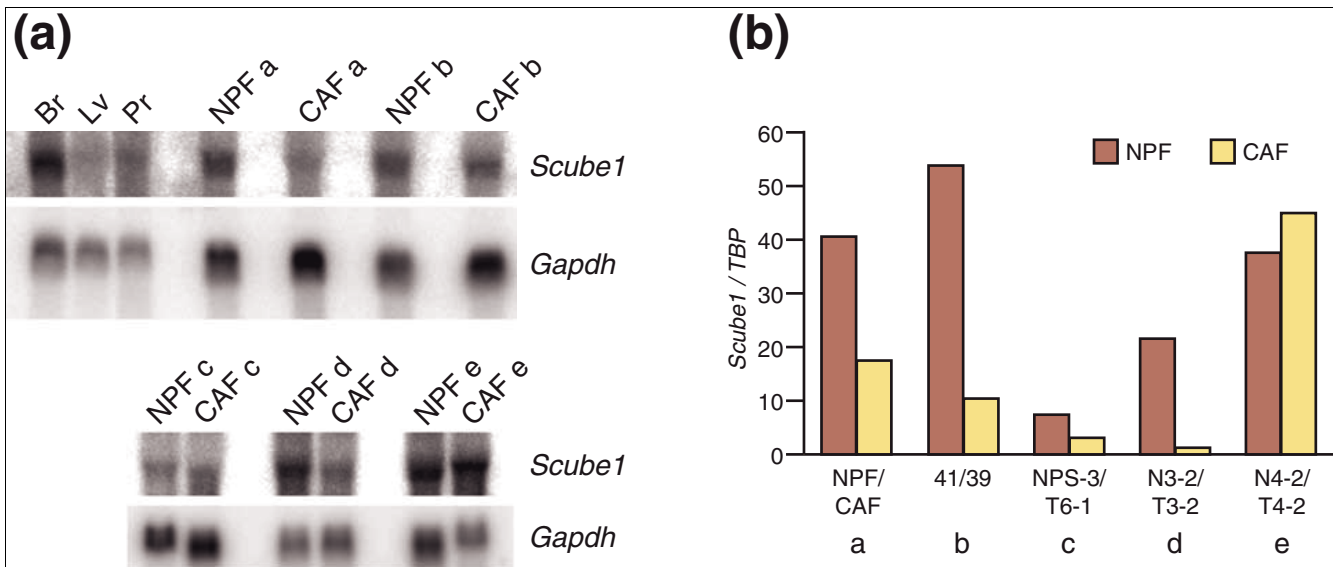 (a)
Br Lv Pr NPF a CAF a NPF b CAF b
Scube1
Gapdh
NPF c CAF c NPF d CAF d NPF e CAF e
Scube1
Gapdh
(b)
NPF CAF
Scube1 / TBP
60
50
40
30
20
10
0
NPF/ 41/39 NPS-3/ N3-2/ N4-2/
CAF T6-1 T3-2 T4-2
a b c d e